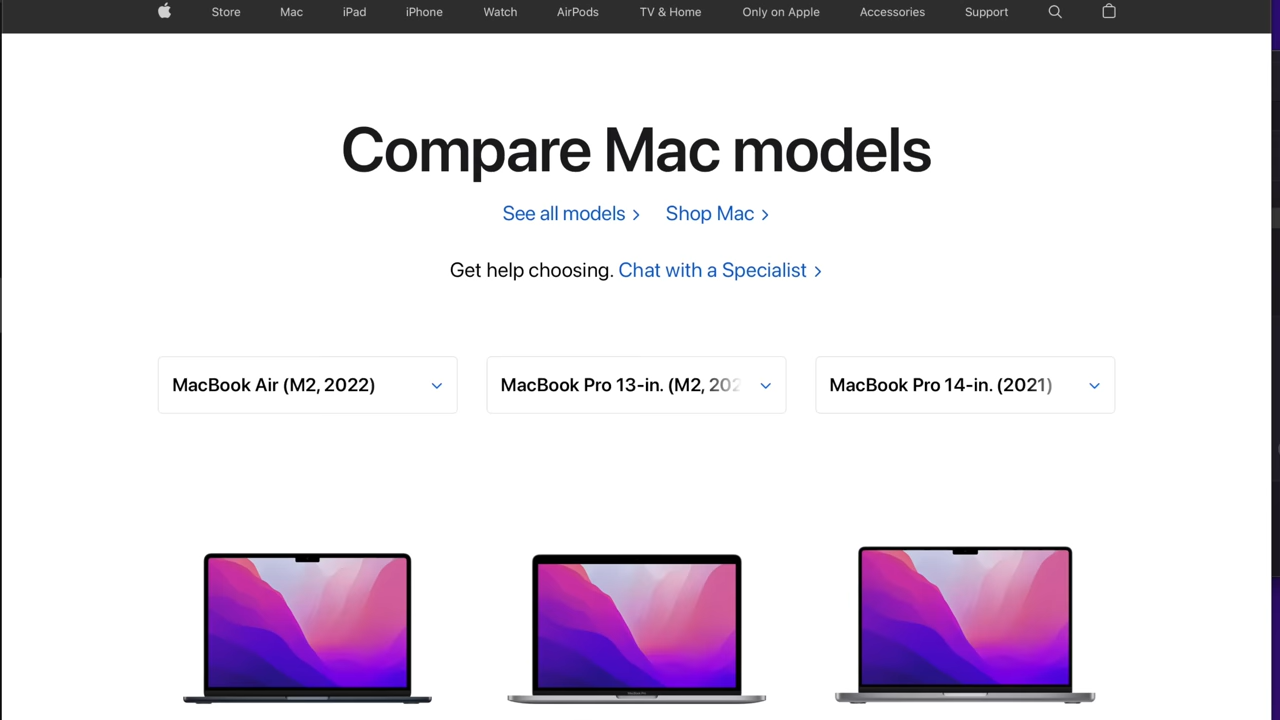 Store Mac iPad iPhone Watch AirPods TV & Home Only on Apple Accessories Support
Compare Mac models
See all models > Shop Mac >
Get help choosing. Chat with a Specialist >
MacBook Air (M2, 2022) MacBook Pro 13-in. (M2, 202 MacBook Pro 14-in. (2021)